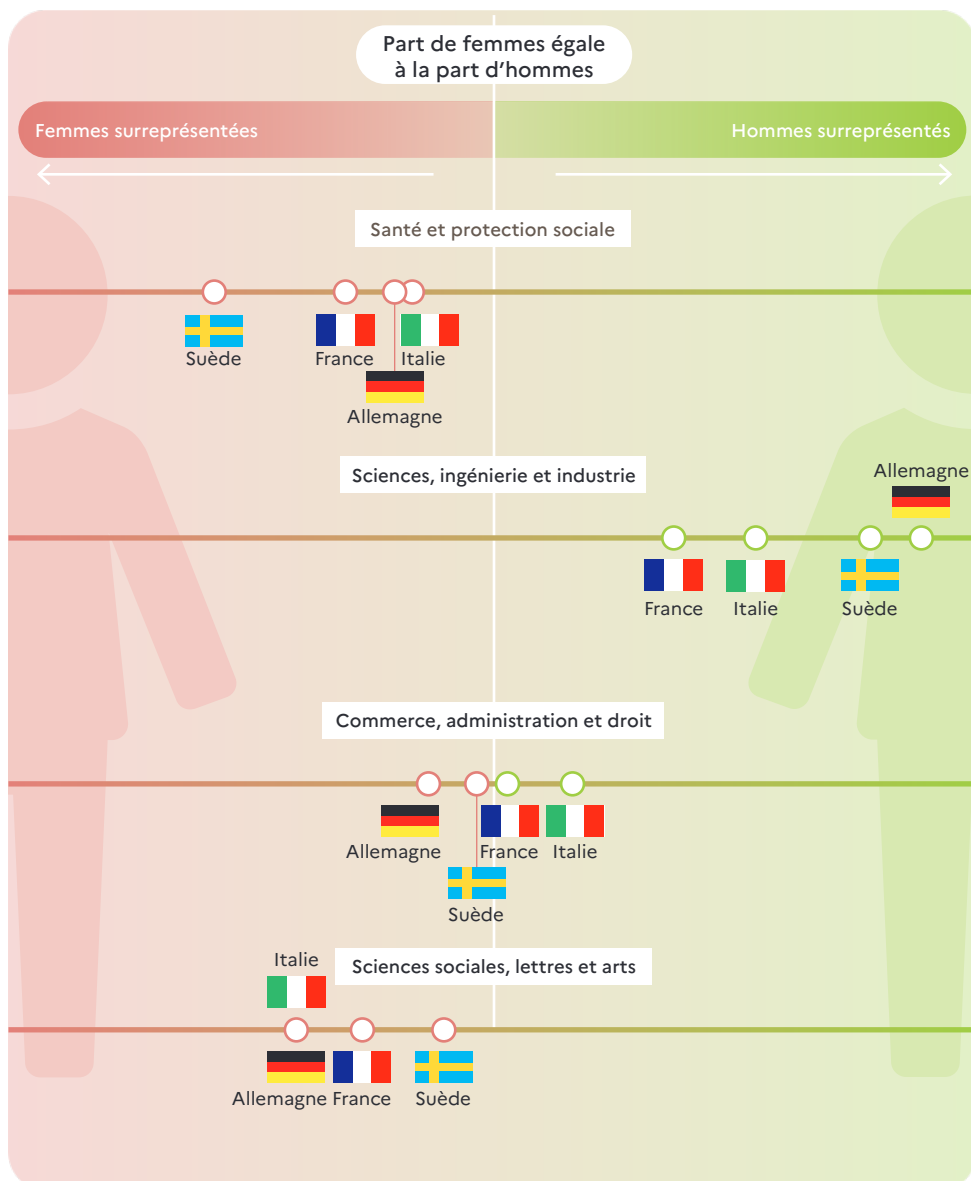 Part de femmes égale
à la part d’hommes
Femmes surreprésentées
Hommes surreprésentés
Santé et protection sociale
Suède
France
Italie
Allemagne
Sciences, ingénierie et industrie
Allemagne
France
Italie
Suède
Commerce, administration et droit
Allemagne
France
Italie
Suède
Italie
Sciences sociales, lettres et arts
Allemagne
France
Suède